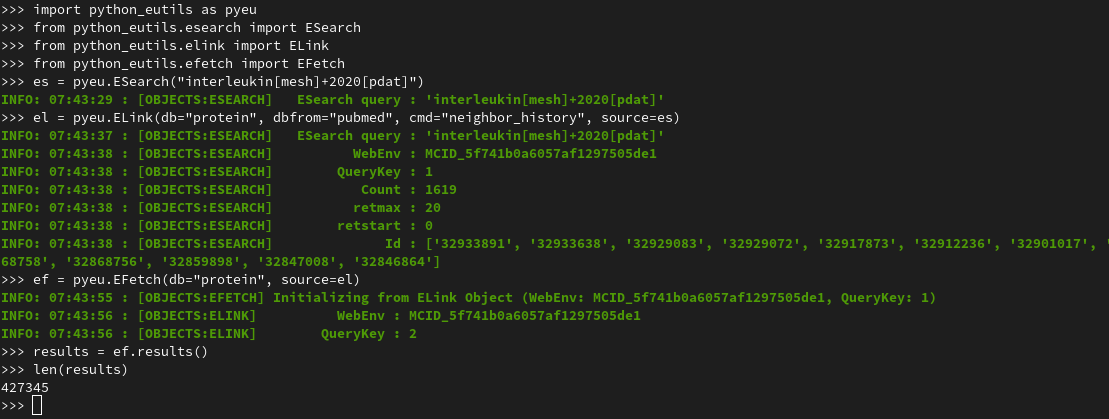 >>> import python_eutils as pyeu
>>> from python_eutils.esearch import ESearch
>>> from python_eutils.elink import ELink
>>> from python_eutils.efetch import EFetch
>>> es = pyeu.ESearch("interleukin[mesh]+2020[pdat]")
INFO: 07:43:29 : [OBJECTS:ESEARCH]   ESearch query : 'interleukin[mesh]+2020[pdat]'
>>> el = pyeu.ELink(db="protein", dbfrom="pubmed", cmd="neighbor_history", source=es)
INFO: 07:43:37 : [OBJECTS:ESEARCH]   ESearch query : 'interleukin[mesh]+2020[pdat]'
INFO: 07:43:38 : [OBJECTS:ESEARCH]          WebEnv : MCID_5f741b0a6057af1297505de1
INFO: 07:43:38 : [OBJECTS:ESEARCH]        QueryKey : 1
INFO: 07:43:38 : [OBJECTS:ESEARCH]           Count : 1619
INFO: 07:43:38 : [OBJECTS:ESEARCH]          retmax : 20
INFO: 07:43:38 : [OBJECTS:ESEARCH]        retstart : 0
INFO: 07:43:38 : [OBJECTS:ESEARCH]              Id : ['32933891', '32933638', '32929083', '32929072', '32917873', '32912236', '32901017', '
68758', '32868756', '32859898', '32847008', '32846864']
>>> ef = pyeu.EFetch(db="protein", source=el)
INFO: 07:43:55 : [OBJECTS:EFETCH] Initializing from ELink Object (WebEnv: MCID_5f741b0a6057af1297505de1, QueryKey: 1)
INFO: 07:43:56 : [OBJECTS:ELINK]          WebEnv : MCID_5f741b0a6057af1297505de1
INFO: 07:43:56 : [OBJECTS:ELINK]        QueryKey : 2
>>> results = ef.results()
>>> len(results)
427345
>>>